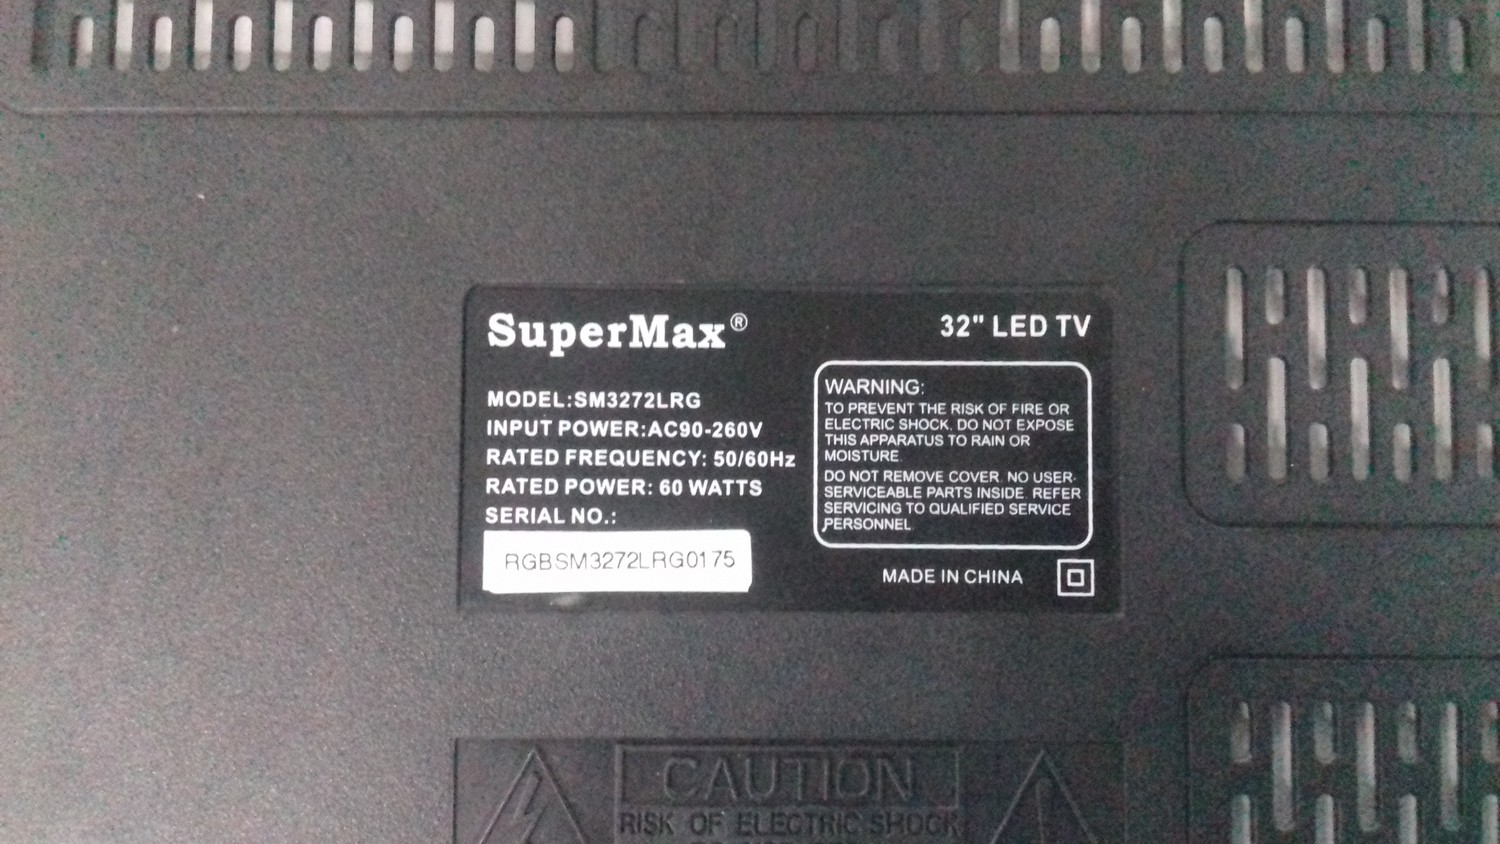 SuperMax®
32" LED TV
MODEL:SM3272LRG
INPUT POWER:AC90-260V
RATED FREQUENCY: 50/60Hz
RATED POWER: 60 WATTS
SERIAL NO.:
RGBSM3272LRG0175
WARNING:
TO PREVENT THE RISK OF FIRE OR
ELECTRIC SHOCK, DO NOT EXPOSE
THIS APPARATUS TO RAIN OR
MOISTURE.
DO NOT REMOVE COVER. NO USER-
SERVICEABLE PARTS INSIDE. REFER
SERVICING TO QUALIFIED SERVICE
PERSONNEL
MADE IN CHINA
CAUTION
RISK OF ELECTRIC SHOCK